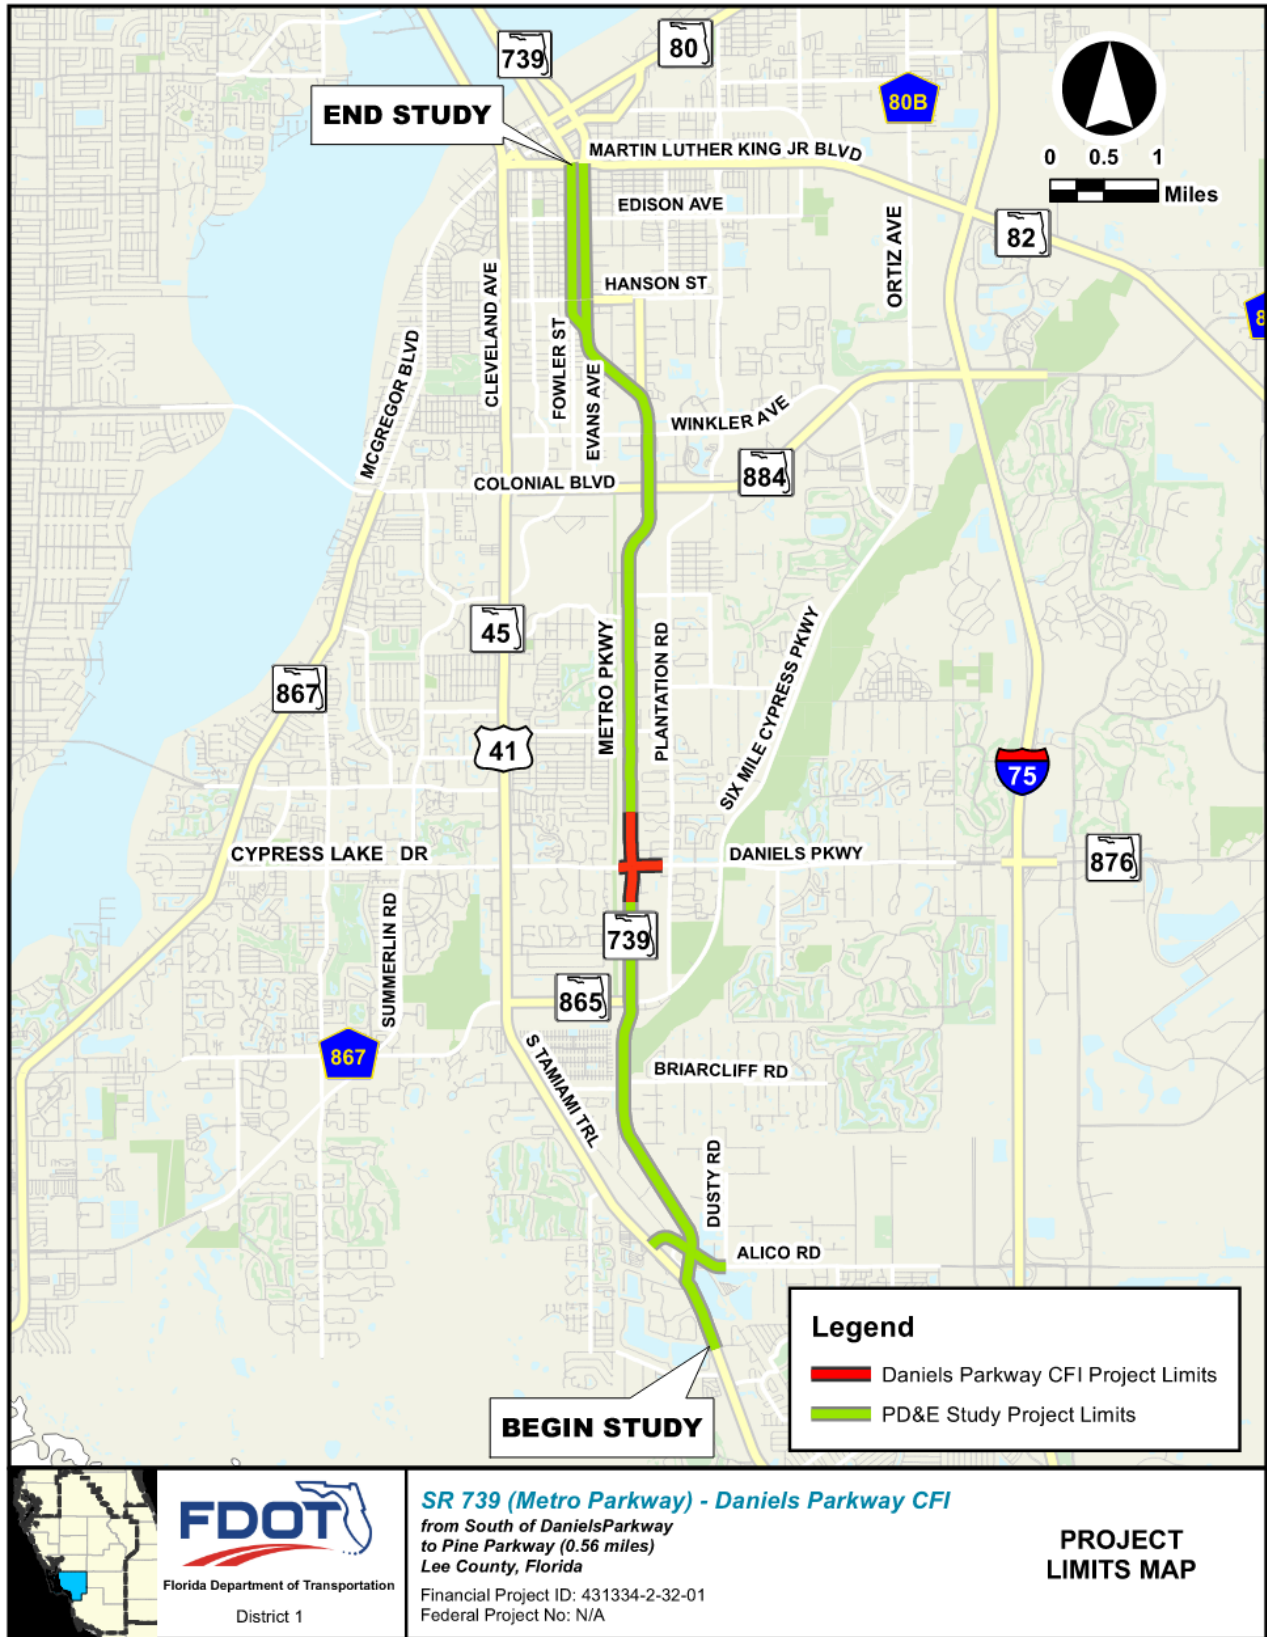 739
80
80B
END STUDY
MARTIN LUTHER KING JR BLVD
0 0.5 1
Miles
EDISON AVE
ORTIZ AVE
82
HANSON ST
8
CLEVELAND AVE
FOWLER ST
EVANS AVE
MCGREGOR BLVD
WINKLER AVE
COLONIAL BLVD
884
45
METRO PKWY
PLANTATION RD
SIX MILE CYPRESS PKWY
867
41
75
CYPRESS LAKE DR
DANIELS PKWY
876
SUMMERLIN RD
739
865
867
S TAMIAMI TRL
BRIARCLIFF RD
DUSTY RD
ALICO RD
BEGIN STUDY
Legend
Daniels Parkway CFI Project Limits
PD&E Study Project Limits
FDOT
Florida Department of Transportation
District 1
SR 739 (Metro Parkway) - Daniels Parkway CFI
from South of DanielsParkway
to Pine Parkway (0.56 miles)
Lee County, Florida
Financial Project ID: 431334-2-32-01
Federal Project No: N/A
PROJECT
LIMITS MAP